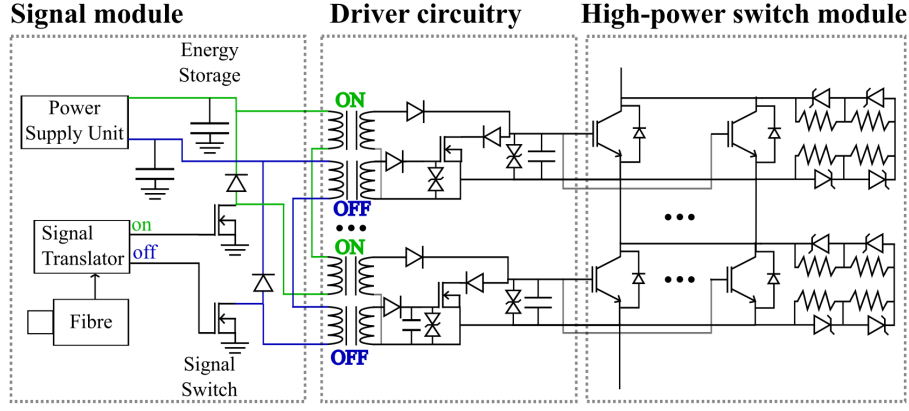 Signal module
Driver circuitry
High-power switch module
Energy
Storage
Power
Supply Unit
ON
OFF
on
Signal
Translator
off
ON
Fibre
OFF
Signal
Switch